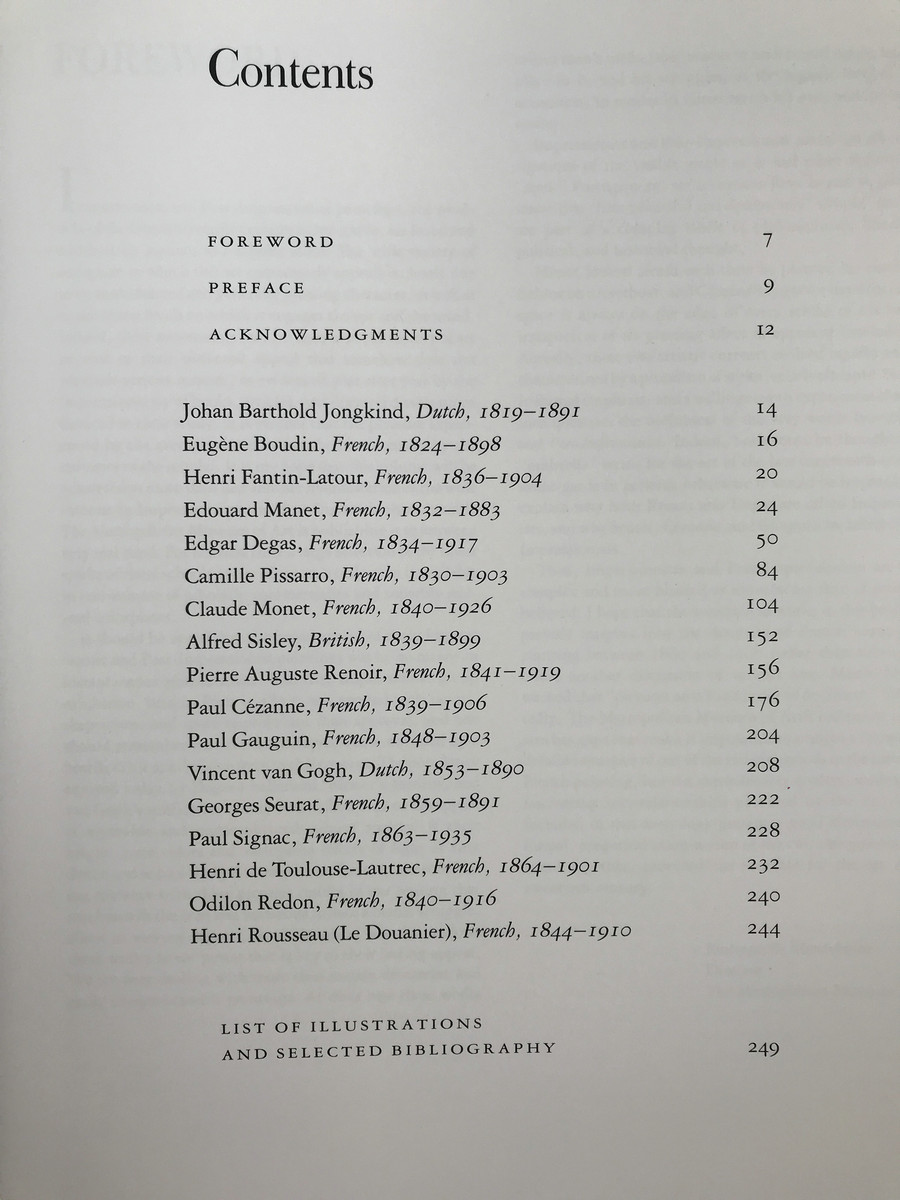 Contents
FOREWORD 7
PREFACE 9
ACKNOWLEDGMENTS 12
Johan Barthold Jongkind, Dutch, 1819–1891 14
Eugène Boudin, French, 1824–1898 16
Henri Fantin-Latour, French, 1836–1904 20
Edouard Manet, French, 1832–1883 24
Edgar Degas, French, 1834–1917 50
Camille Pissarro, French, 1830–1903 84
Claude Monet, French, 1840–1926 104
Alfred Sisley, British, 1839–1899 152
Pierre Auguste Renoir, French, 1841–1919 156
Paul Cézanne, French, 1839–1906 176
Paul Gauguin, French, 1848–1903 204
Vincent van Gogh, Dutch, 1853–1890 208
Georges Seurat, French, 1859–1891 222
Paul Signac, French, 1863–1935 228
Henri de Toulouse-Lautrec, French, 1864–1901 232
Odilon Redon, French, 1840–1916 240
Henri Rousseau (Le Douanier), French, 1844–1910 244
LIST OF ILLUSTRATIONS
AND SELECTED BIBLIOGRAPHY 249